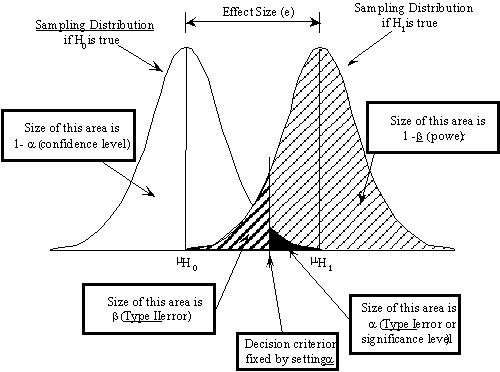 Effect Size (e)
Sampling Distribution
if H0 is true
Sampling Distribution
if H1 is true
Size of this area is
1- α (confidence level)
Size of this area is
1 -β (power)
μH0
μH1
Size of this area is
β (Type II error)
Decision criterion
fixed by setting α
Size of this area is
α (Type I error or
significance level)